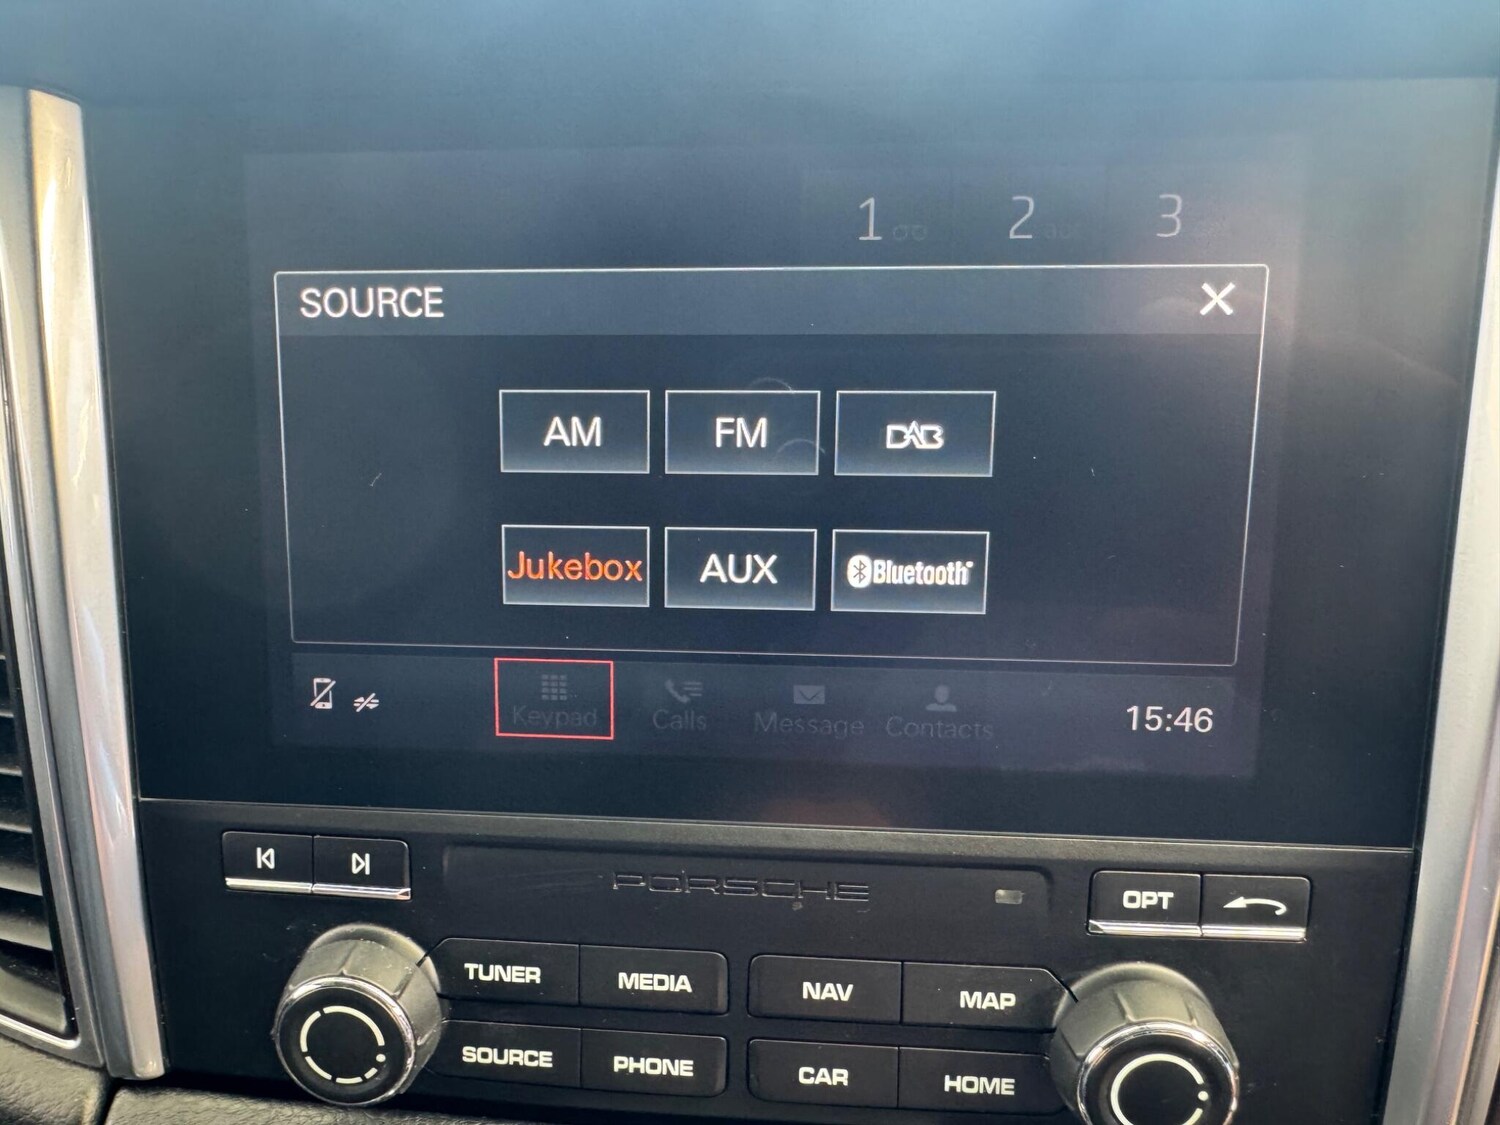 1 2 3
SOURCE
AM FM DAB
Jukebox AUX Bluetooth
Keypad Calls Message Contacts 15:46
PORSCHE
OPT
TUNER MEDIA NAV MAP
SOURCE PHONE CAR HOME